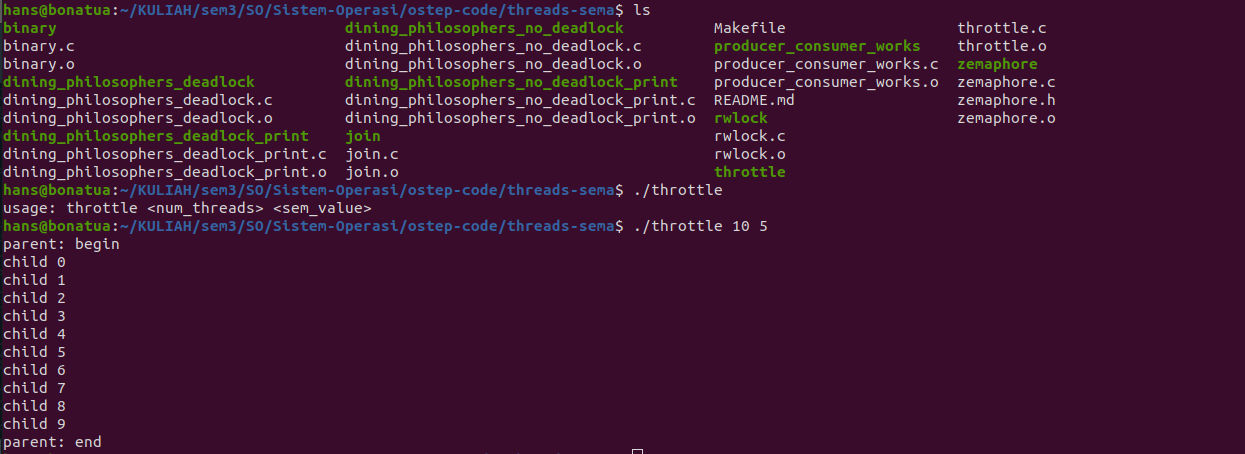 hans@bonatua:~/KULIAH/sem3/SO/Sistem-Operasi/ostep-code/threads-sema$ ls
binary dining_philosophers_no_deadlock Makefile throttle.c
binary.c dining_philosophers_no_deadlock.c producer_consumer_works throttle.o
binary.o dining_philosophers_no_deadlock.o producer_consumer_works.c zemaphore
dining_philosophers_deadlock dining_philosophers_no_deadlock_print producer_consumer_works.o zemaphore.c
dining_philosophers_deadlock.c dining_philosophers_no_deadlock_print.c README.md zemaphore.h
dining_philosophers_deadlock.o dining_philosophers_no_deadlock_print.o rwlock zemaphore.o
dining_philosophers_deadlock_print join rwlock.c
dining_philosophers_deadlock_print.c join.c rwlock.o
dining_philosophers_deadlock_print.o join.o throttle
hans@bonatua:~/KULIAH/sem3/SO/Sistem-Operasi/ostep-code/threads-sema$ ./throttle
usage: throttle <num_threads> <sem_value>
hans@bonatua:~/KULIAH/sem3/SO/Sistem-Operasi/ostep-code/threads-sema$ ./throttle 10 5
parent: begin
child 0
child 1
child 2
child 3
child 4
child 5
child 6
child 7
child 8
child 9
parent: end